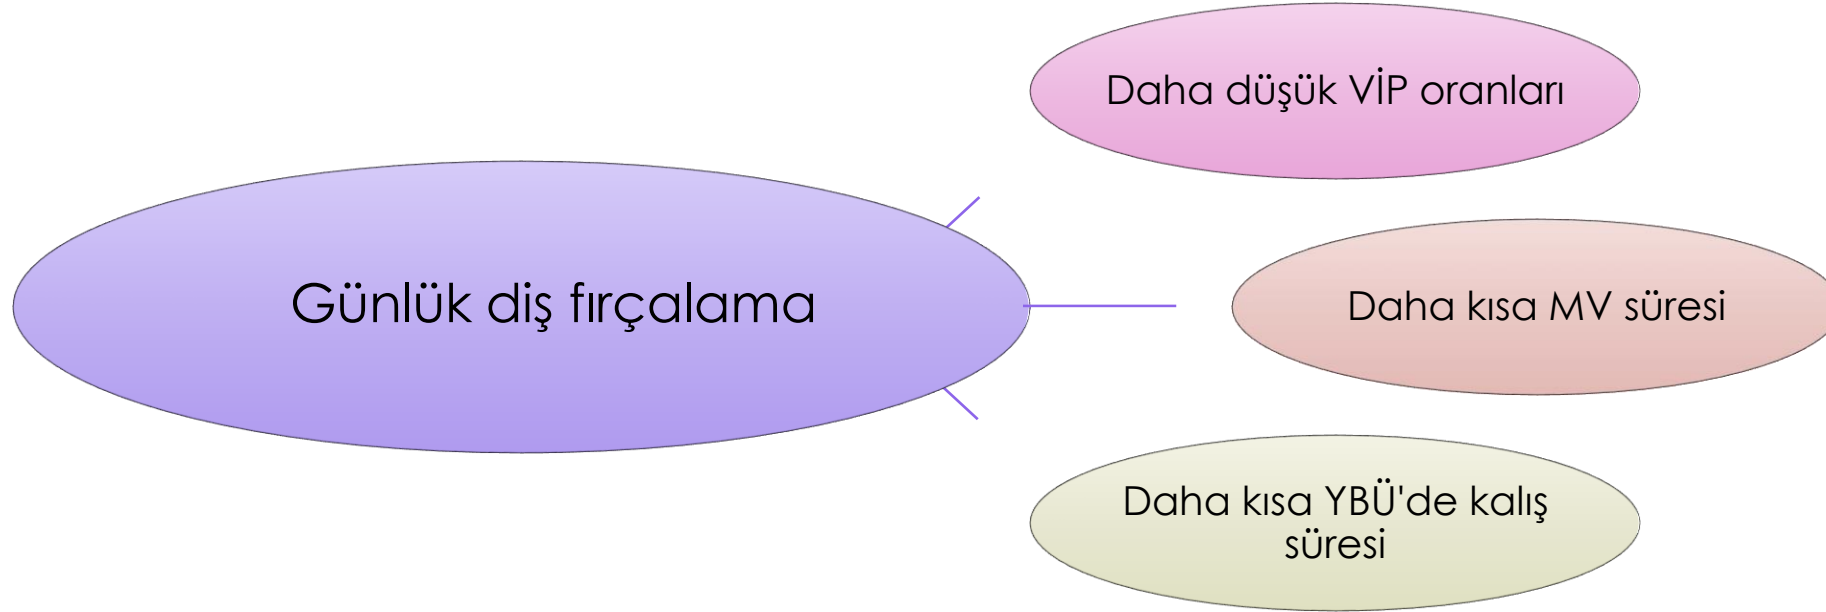 Daha düşük VİP oranları
Günlük diş fırçalama
Daha kısa MV süresi
Daha kısa YBÜ'de kalış
süresi